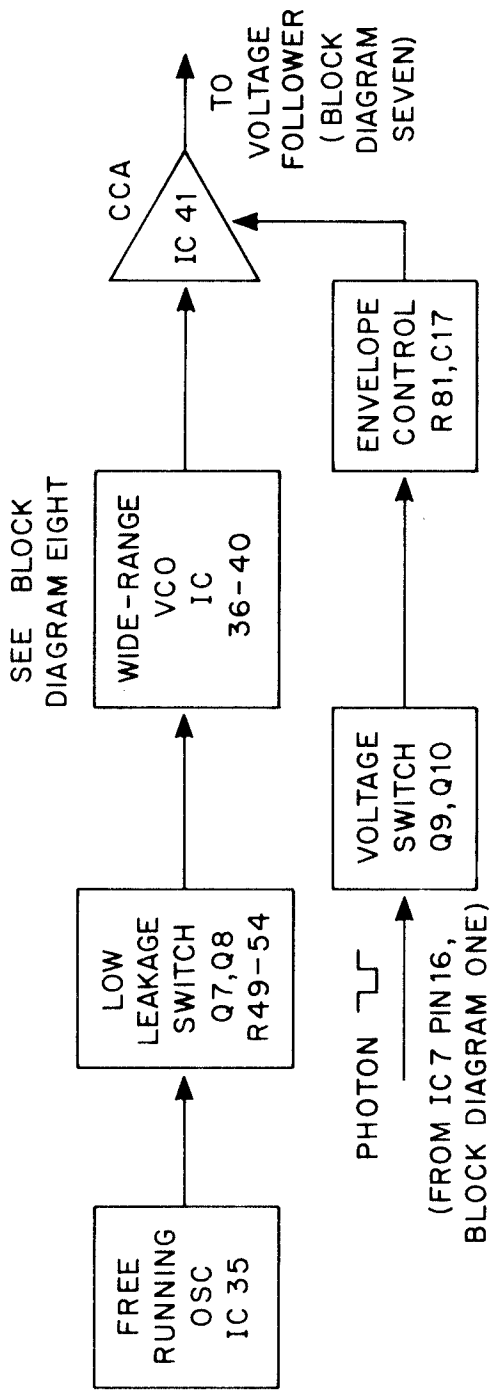 FREE
RUNNING
OSC
IC 35
LOW
LEAKAGE
SWITCH
Q7,Q8
R49-54
SEE BLOCK
DIAGRAM EIGHT
WIDE-RANGE
VCO
IC
36-40
CCA
IC 41
TO
VOLTAGE
FOLLOWER
(BLOCK
DIAGRAM
SEVEN)
PHOTON
(FROM IC7 PIN16,
BLOCK DIAGRAM ONE)
VOLTAGE
SWITCH
Q9,Q10
ENVELOPE
CONTROL
R81,C17